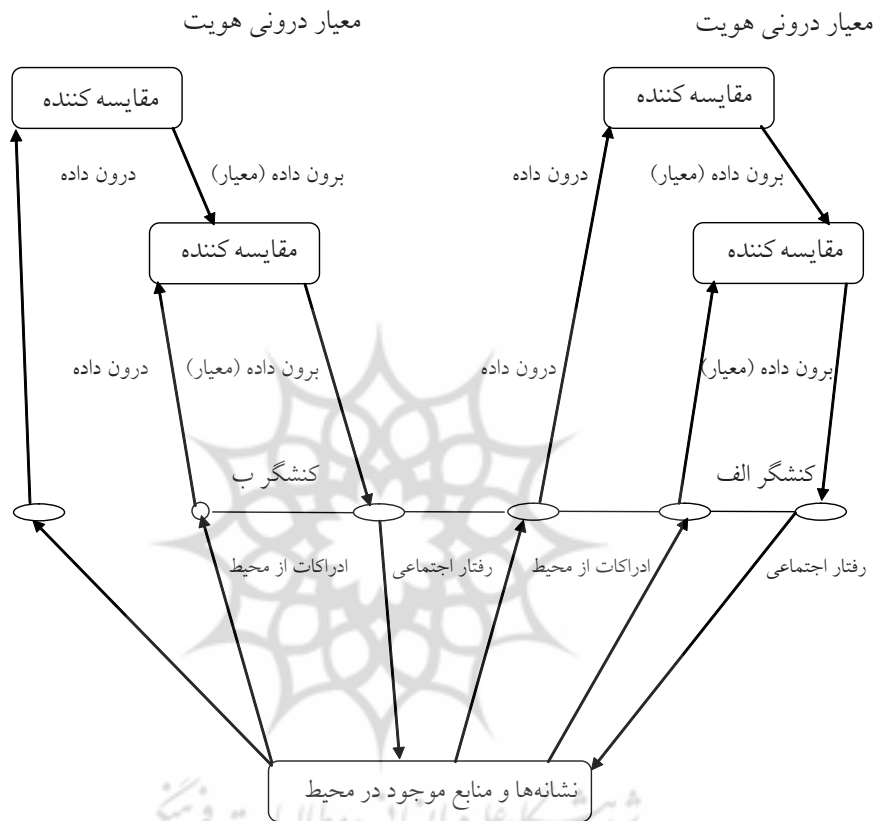 معیار درونی هویت
معیار درونی هویت
مقایسه کننده
مقایسه کننده
برون داده (معیار)
درون داده
برون داده (معیار)
درون داده
مقایسه کننده
مقایسه کننده
برون داده (معیار)
درون داده
برون داده (معیار)
درون داده
کنشگر الف
کنشگر ب
رفتار اجتماعی
ادراکات از محیط
رفتار اجتماعی
ادراکات از محیط
نشانه‌ها و منابع موجود در محیط